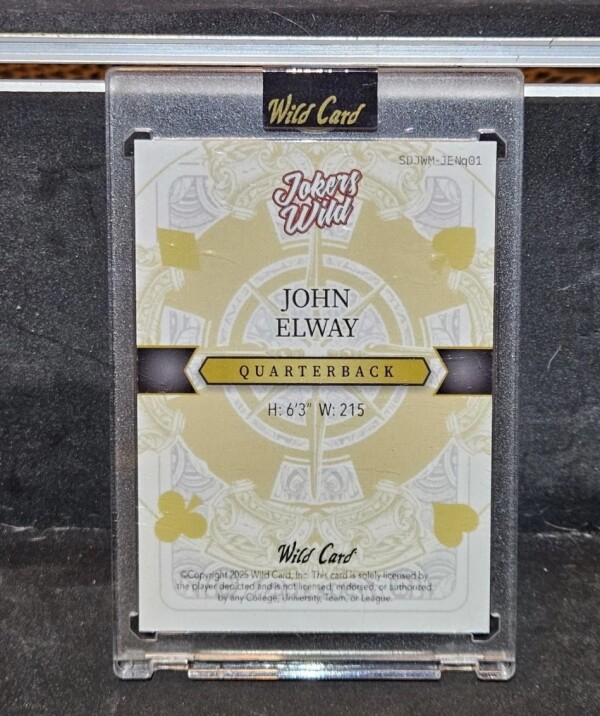 Wild Card
SDJWM-JENq01
Jokers
Wild
JOHN
ELWAY
QUARTERBACK
H: 6'3" W: 215
Wild Card
©Copyright 2025 Wild Card, Inc. This card is solely licensed by
the player depicted and is not licensed, endorsed, or authorized
by any College, University, Team, or League.